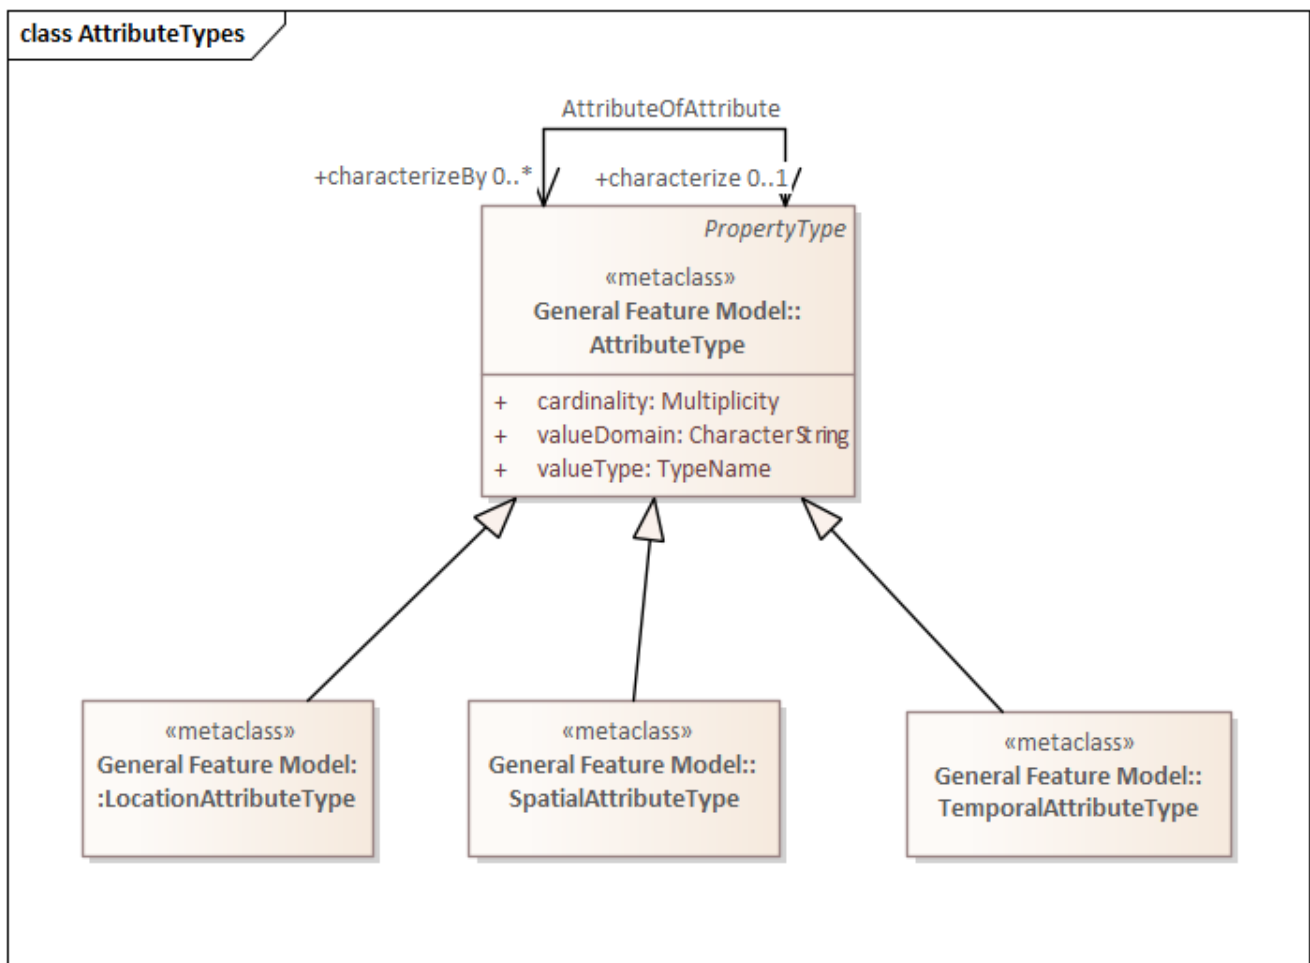 class AttributeTypes
AttributeOfAttribute
+characterizeBy 0..*
+characterize 0..1
PropertyType
«metaclass»
General Feature Model::
AttributeType
+ cardinality: Multiplicity
+ valueDomain: CharacterString
+ valueType: TypeName
«metaclass»
General Feature Model:
:LocationAttributeType
«metaclass»
General Feature Model::
SpatialAttributeType
«metaclass»
General Feature Model::
TemporalAttributeType